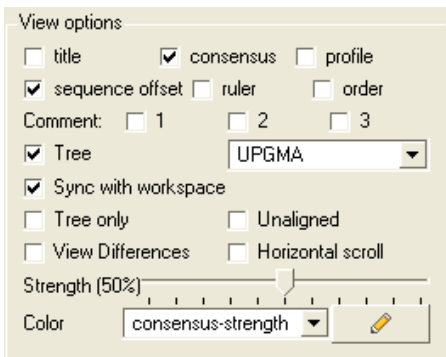 View options
title consensus profile
sequence offset ruler order
Comment: 1 2 3
Tree UPGMA
Sync with workspace
Tree only Unaligned
View Differences Horizontal scroll
Strength (50%)
Color consensus-strength